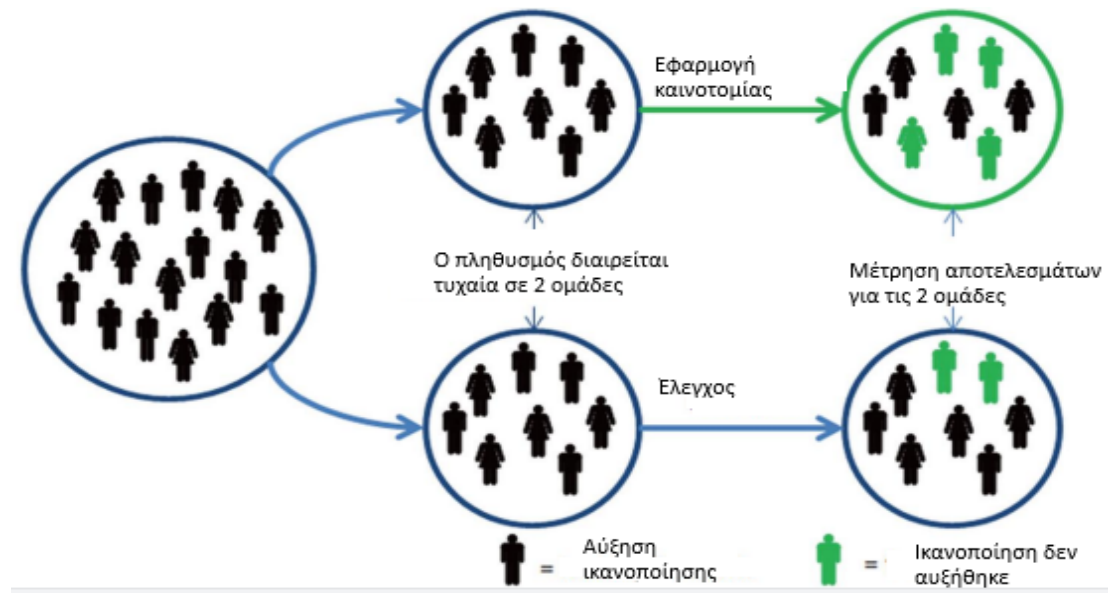 Εφαρμογή
καινοτομίας
Ο πληθυσμός διαιρείται
τυχαία σε 2 ομάδες
Μέτρηση αποτελεσμάτων
για τις 2 ομάδες
Έλεγχος
= Αύξηση
ικανοποίησης
= Ικανοποίηση δεν
αυξήθηκε